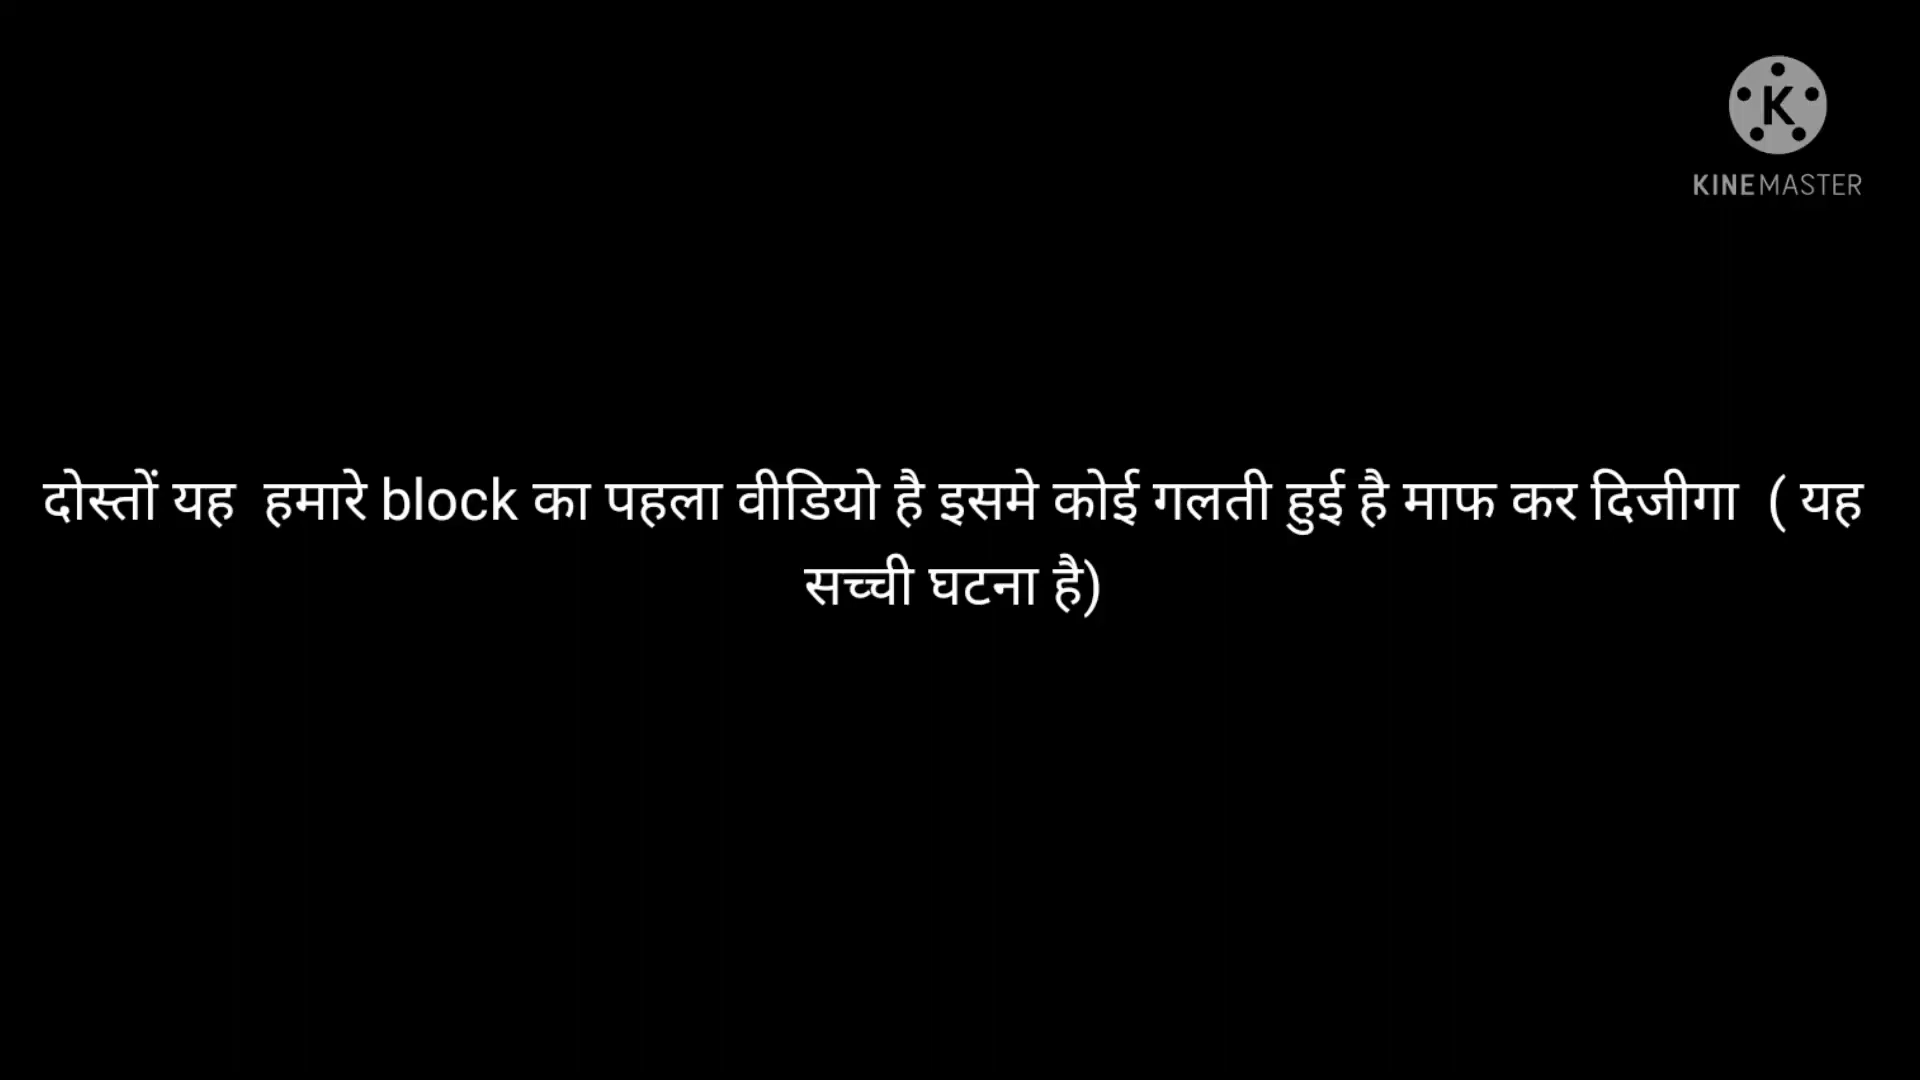 K
KINEMASTER
दोस्तों यह  हमारे block का पहला वीडियो है इसमे कोई गलती हुई है माफ कर दिजीगा  ( यह
सच्ची घटना है)